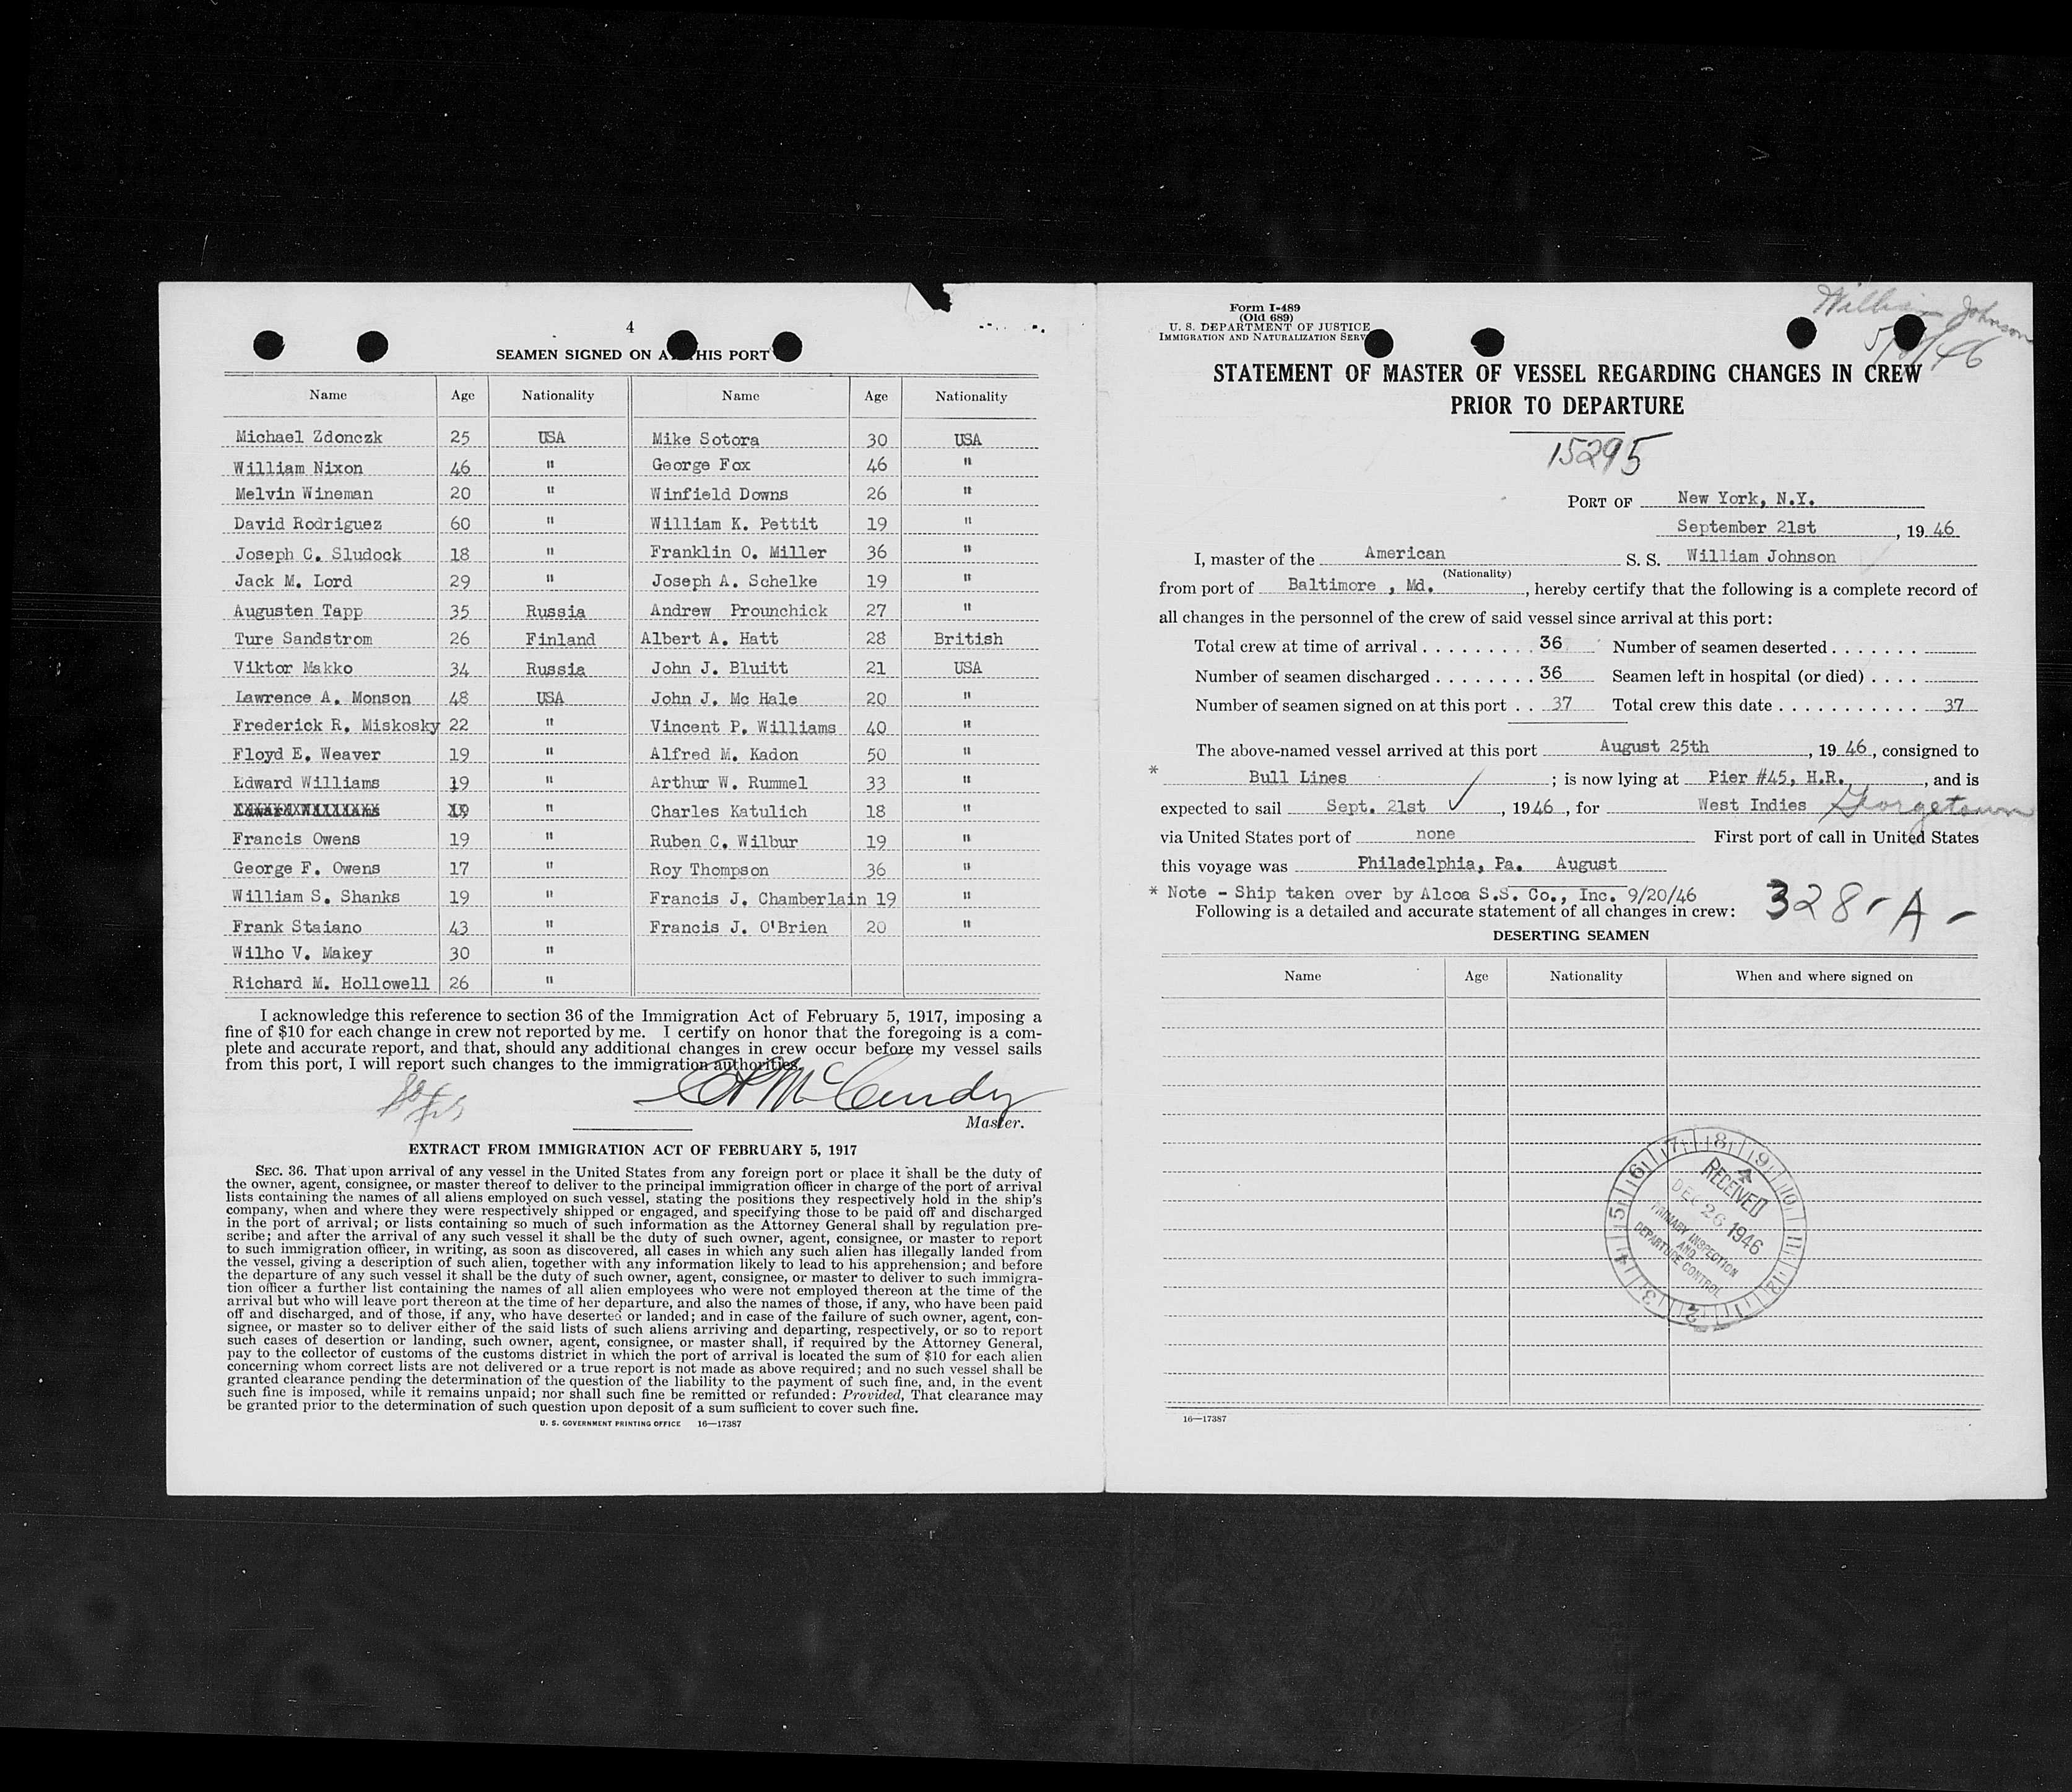 4
SEAMEN SIGNED ON A HIS PORT
Name Age Nationality Name Age Nationality
Michael Zdonczk 25 USA Mike Sotora 30 USA
William Nixon 46 " George Fox 46 "
Melvin Wineman 20 " Winfield Downs 26 "
David Rodriguez 60 " William K. Pettit 19 "
Joseph C. Sludock 18 " Franklin O. Miller 36 "
Jack M. Lord 29 " Joseph A. Schelke 19 "
Augusten Tapp 35 Russia Andrew Prounchick 27 "
Ture Sandstrom 26 Finland Albert A. Hatt 28 British
Viktor Makko 34 Russia John J. Bluitt 21 USA
Lawrence A. Monson 48 USA John J. Mc Hale 20 "
Frederick R. Miskosky 22 " Vincent P. Williams 40 "
Floyd E. Weaver 19 " Alfred M. Kadon 50 "
Edward Williams 19 " Arthur W. Rummel 33 "
" Charles Katulich 18 "
Francis Owens 19 " Ruben C. Wilbur 19 "
George F. Owens 17 " Roy Thompson 36 "
William S. Shanks 19 " Francis J. Chamberlain 19 "
Frank Staiano 43 " Francis J. O'Brien 20 "
Wilho V. Makey 30 "
Richard M. Hollowell 26 "
I acknowledge this reference to section 36 of the Immigration Act of February 5, 1917, imposing a
fine of $10 for each change in crew not reported by me. I certify on honor that the foregoing is a com-
plete and accurate report, and that, should any additional changes in crew occur before my vessel sails
from this port, I will report such changes to the immigration authorities.
Master.
EXTRACT FROM IMMIGRATION ACT OF FEBRUARY 5, 1917
SEC. 36. That upon arrival of any vessel in the United States from any foreign port or place it shall be the duty of
the owner, agent, consignee, or master thereof to deliver to the principal immigration officer in charge of the port of arrival
lists containing the names of all aliens employed on such vessel, stating the positions they respectively hold in the ship's
company, when and where they were respectively shipped or engaged, and specifying those to be paid off and discharged
in the port of arrival; or lists containing so much of such information as the Attorney General shall by regulation pre-
scribe; and after the arrival of any such vessel it shall be the duty of such owner, agent, consignee, or master to report
to such immigration officer, in writing, as soon as discovered, all cases in which any such alien has illegally landed from
the vessel, giving a description of such alien, together with any information likely to lead to his apprehension; and before
the departure of any such vessel it shall be the duty of such owner, agent, consignee, or master to deliver to such immigra-
tion officer a further list containing the names of all alien employees who were not employed thereon at the time of the
arrival but who will leave port thereon at the time of her departure, and also the names of those, if any, who have been paid
off and discharged, and of those, if any, who have deserted or landed; and in case of the failure of such owner, agent, con-
signee, or master so to deliver either of the said lists of such aliens arriving and departing, respectively, or so to report
such cases of desertion or landing, such owner, agent, consignee, or master shall, if required by the Attorney General,
pay to the collector of customs of the customs district in which the port of arrival is located the sum of $10 for each alien
concerning whom correct lists are not delivered or a true report is not made as above required; and no such vessel shall be
granted clearance pending the determination of the question of the liability to the payment of such fine, and, in the event
such fine is imposed, while it remains unpaid; nor shall such fine be remitted or refunded: Provided, That clearance may
be granted prior to the determination of such question upon deposit of a sum sufficient to cover such fine.
U. S. GOVERNMENT PRINTING OFFICE 16—17387
William Johnson
Form I-489
(Old 689)
U. S. DEPARTMENT OF JUSTICE
IMMIGRATION AND NATURALIZATION SERV
STATEMENT OF MASTER OF VESSEL REGARDING CHANGES IN CREW
PRIOR TO DEPARTURE
15295
PORT OF New York, N.Y.
September 21st, 19 46
I, master of the American S. S. William Johnson
(Nationality)
from port of Baltimore , Md., hereby certify that the following is a complete record of
all changes in the personnel of the crew of said vessel since arrival at this port:
Total crew at time of arrival . . . . . . . . . 36 Number of seamen deserted . . . . . . .
Number of seamen discharged . . . . . . . . 36 Seamen left in hospital (or died) . . . .
Number of seamen signed on at this port . . 37 Total crew this date . . . . . . . . . . . 37
The above-named vessel arrived at this port August 25th, 19 46, consigned to
* Bull Lines ; is now lying at Pier #45, H.R., and is
expected to sail Sept. 21st ✓, 19 46, for West Indies Georgetown
via United States port of none First port of call in United States
this voyage was Philadelphia, Pa. August
* Note - Ship taken over by Alcoa S.S. Co., Inc. 9/20/46
328-A-
Following is a detailed and accurate statement of all changes in crew:
DESERTING SEAMEN
Name Age Nationality When and where signed on
RECEIVED
DEC 26 1946
PRIMARY INSPECTION
AND
DEPARTURE CONTROL
16—17387